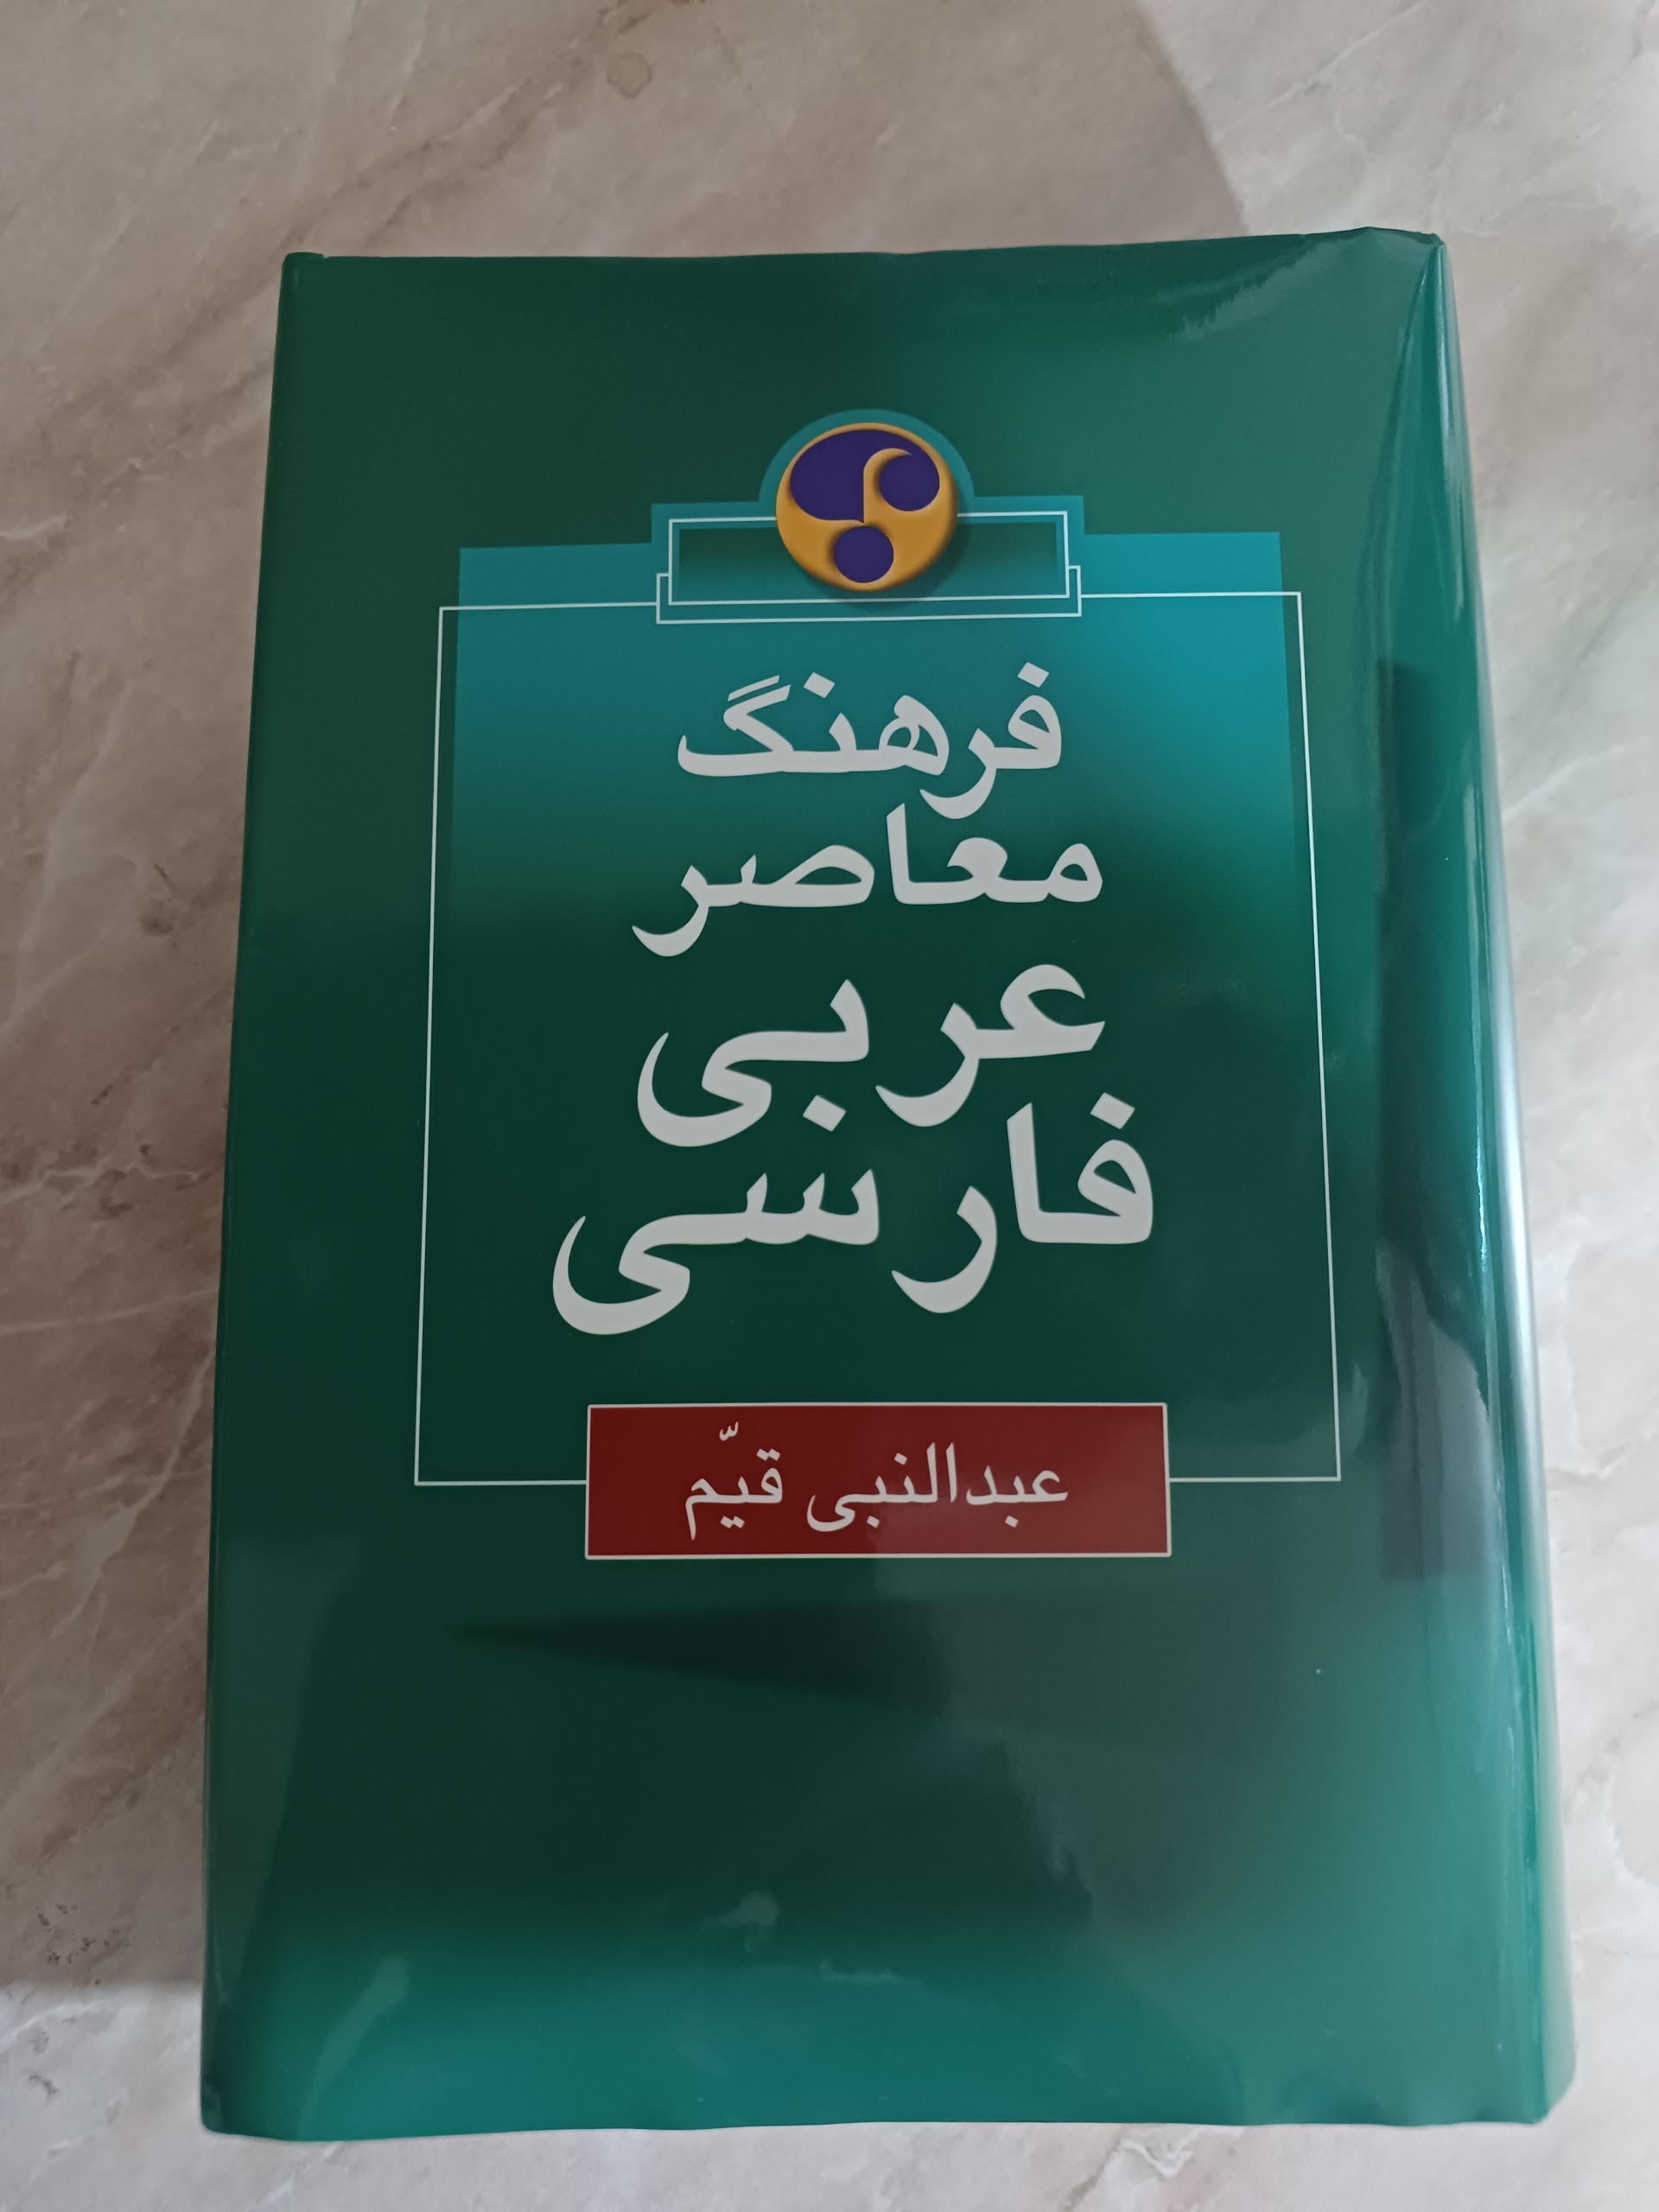 فرهنگ
معاصر
عربی
فارسی
عبدالنبی قیّم